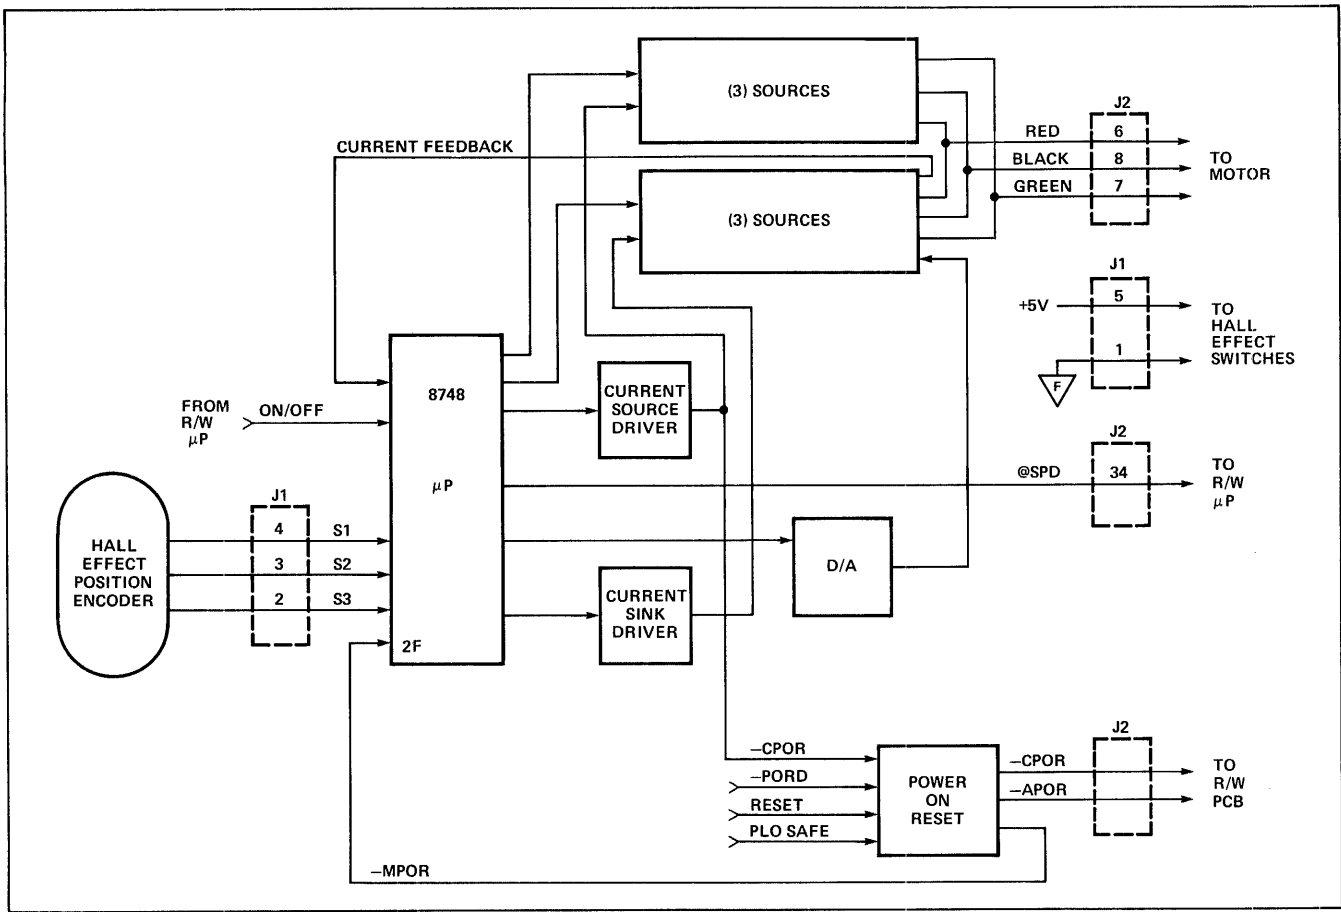 (3) SOURCES
J2
RED 6
BLACK 8
GREEN 7
TO
MOTOR
CURRENT FEEDBACK
(3) SOURCES
J1
+5V 5
1
F
TO
HALL
EFFECT
SWITCHES
FROM
R/W
µP
ON/OFF
8748
µP
2F
CURRENT
SOURCE
DRIVER
J2
@SPD 34
TO
R/W
µP
HALL
EFFECT
POSITION
ENCODER
J1
4 S1
3 S2
2 S3
D/A
CURRENT
SINK
DRIVER
–CPOR
–PORD
RESET
PLO SAFE
POWER
ON
RESET
J2
–CPOR
–APOR
TO
R/W
PCB
–MPOR